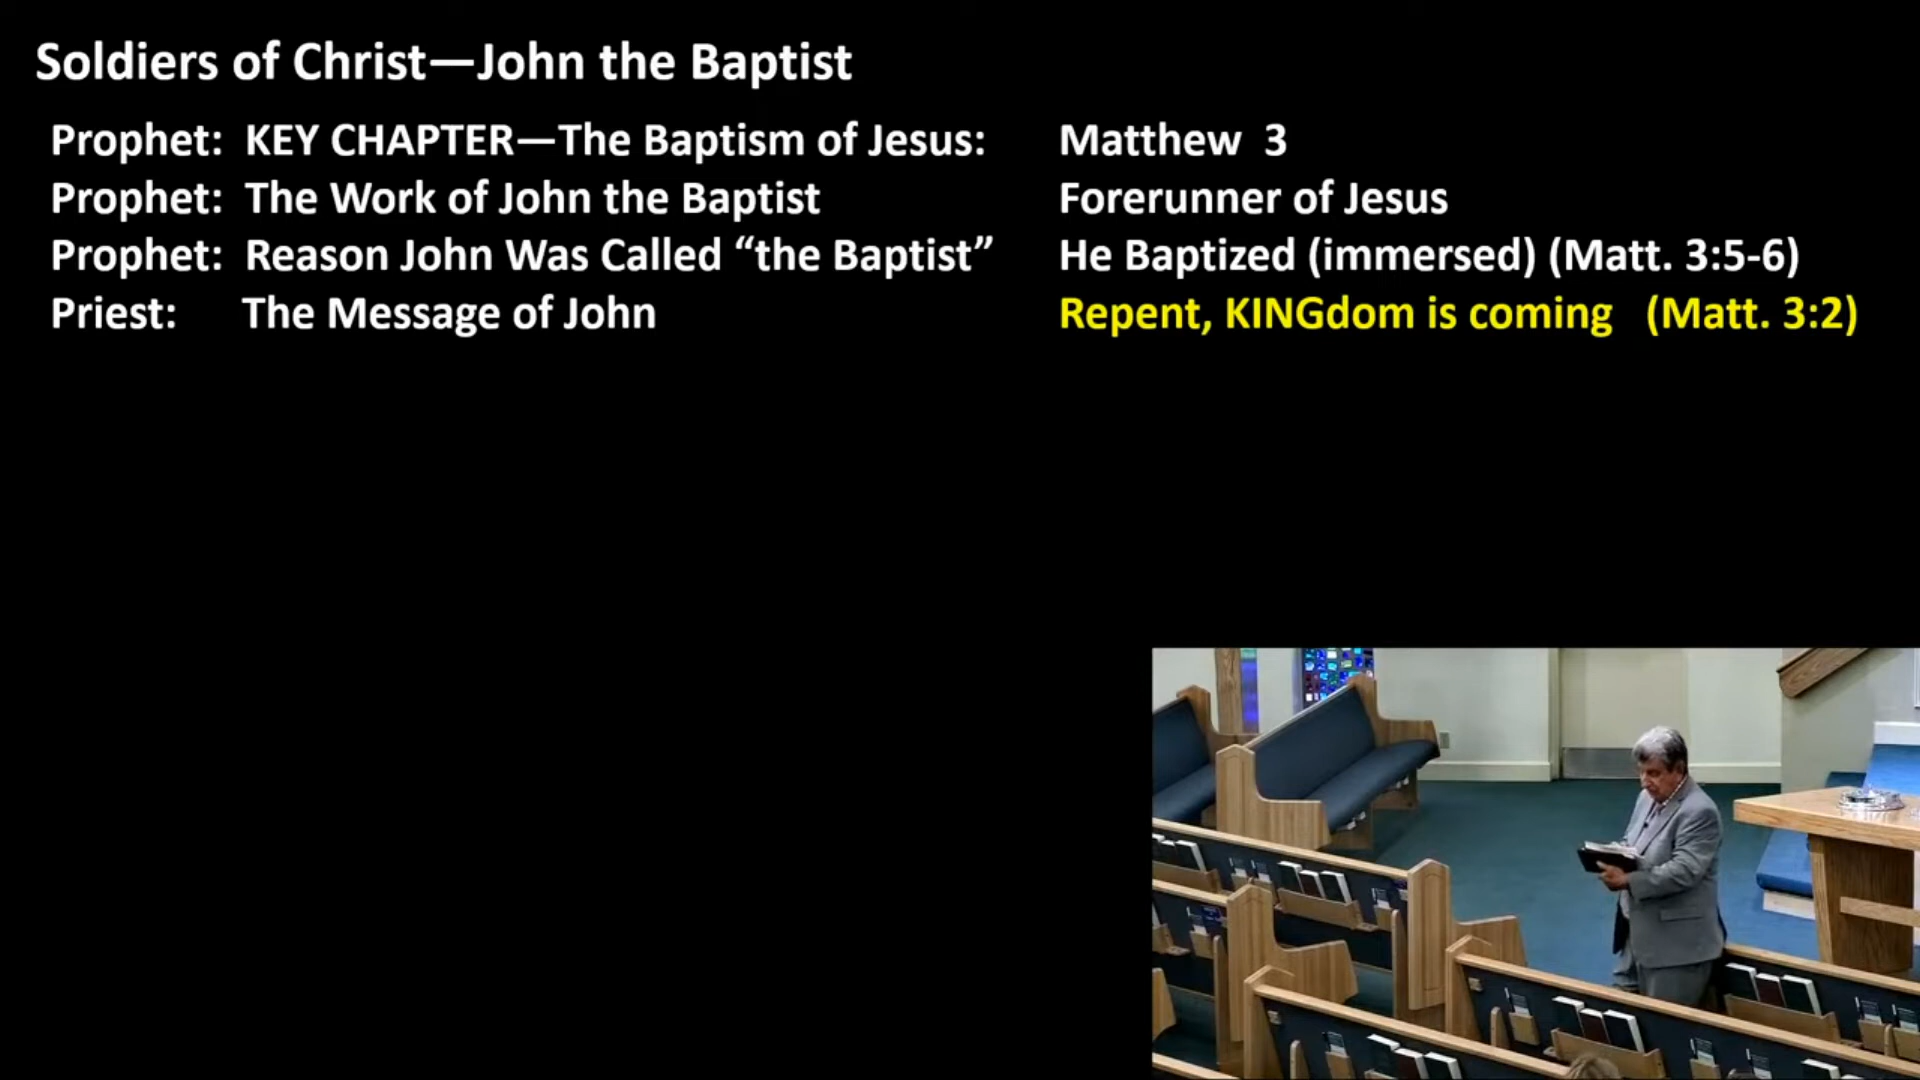 Soldiers of Christ—John the Baptist
Prophet: KEY CHAPTER—The Baptism of Jesus: Matthew 3
Prophet: The Work of John the Baptist Forerunner of Jesus
Prophet: Reason John Was Called “the Baptist” He Baptized (immersed) (Matt. 3:5-6)
Priest: The Message of John Repent, KINGdom is coming (Matt. 3:2)